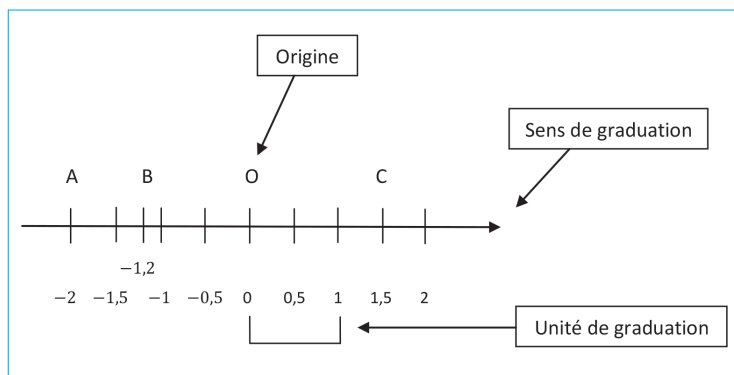 Origine
Sens de graduation
A B O C
−1,2
−2 −1,5 −1 −0,5 0 0,5 1 1,5 2
Unité de graduation